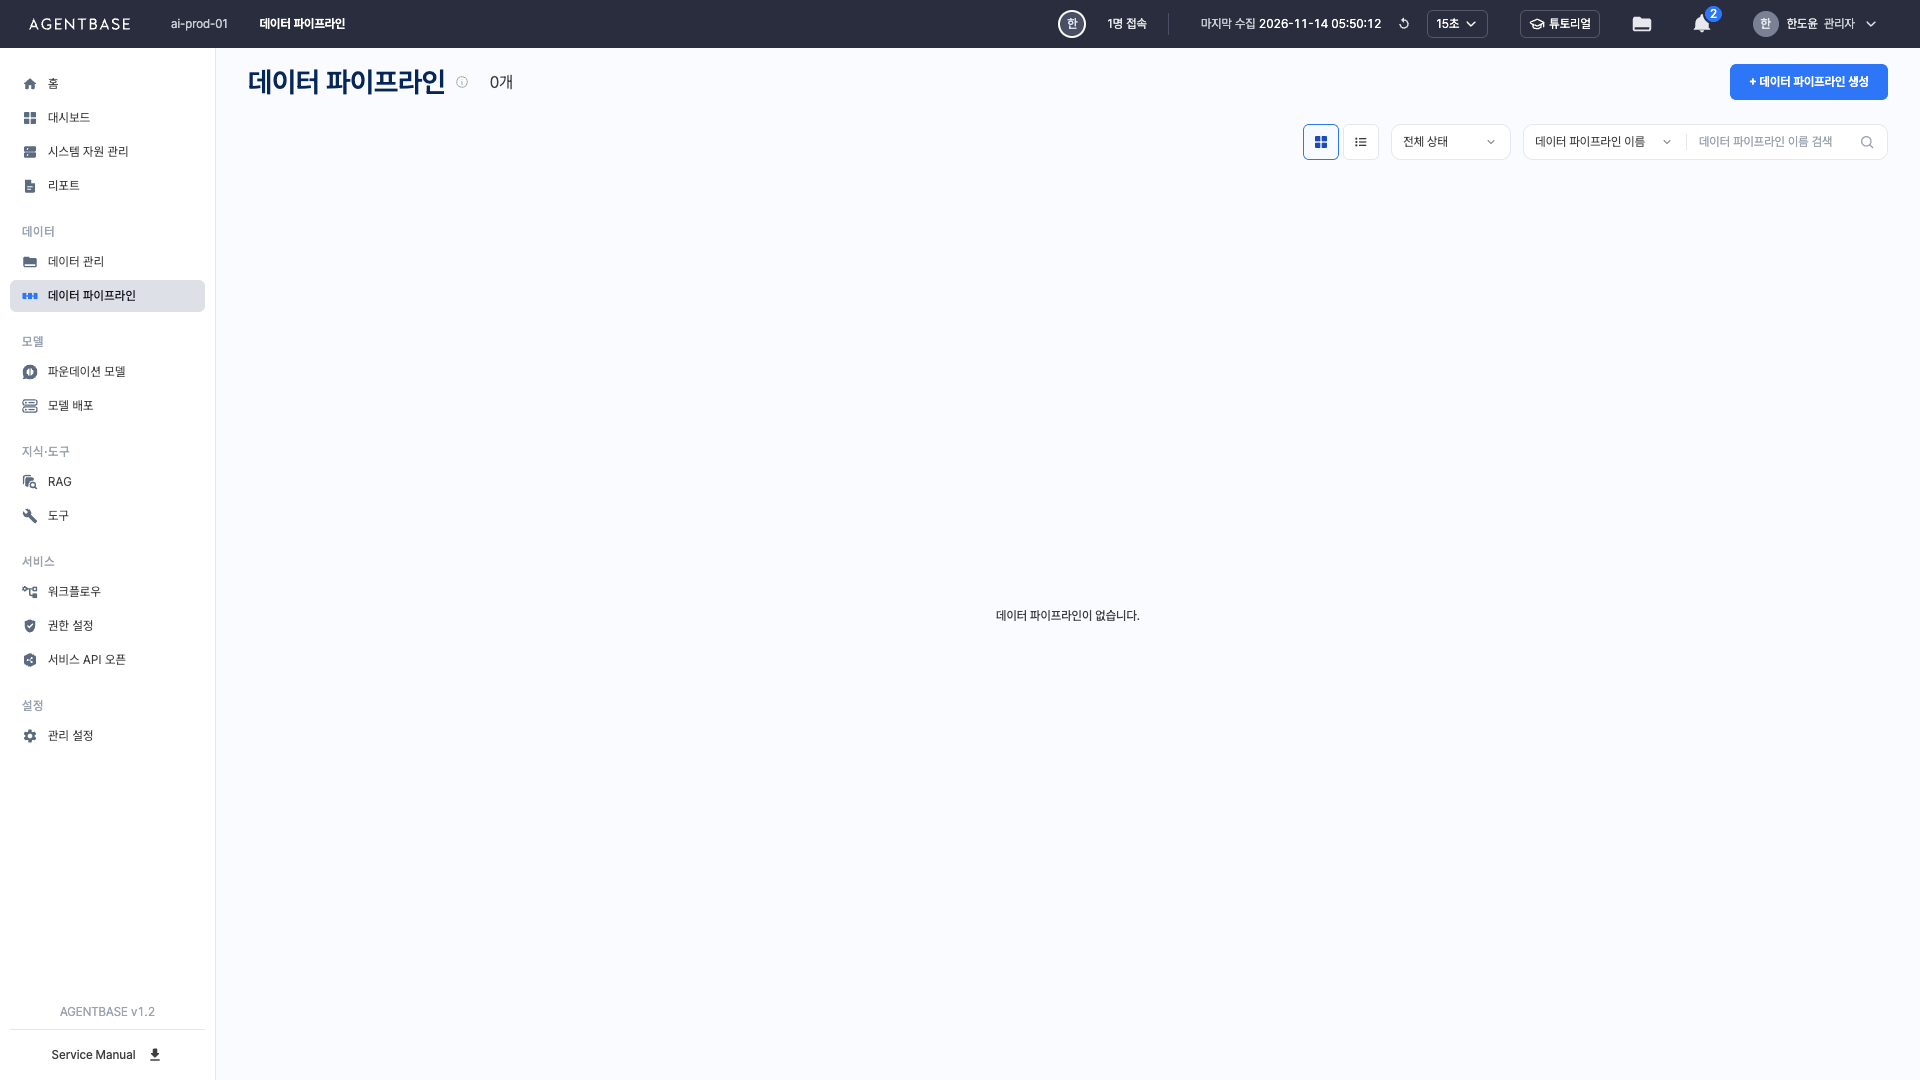 AGENTBASE
ai-prod-01
데이터 파이프라인
한
1명 접속
마지막 수집 2026-11-14 05:50:12
15초
튜토리얼
2
한
한도윤 관리자
홈
대시보드
시스템 자원 관리
리포트
데이터
데이터 관리
데이터 파이프라인
모델
파운데이션 모델
모델 배포
지식·도구
RAG
도구
서비스
워크플로우
권한 설정
서비스 API 오픈
설정
관리 설정
AGENTBASE v1.2
Service Manual
데이터 파이프라인
0개
+ 데이터 파이프라인 생성
전체 상태
데이터 파이프라인 이름
데이터 파이프라인 이름 검색
데이터 파이프라인이 없습니다.